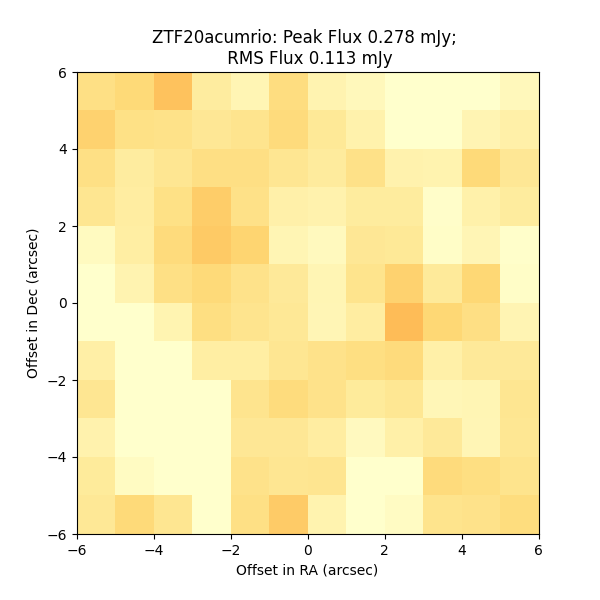 ZTF20acumrio: Peak Flux 0.278 mJy;
RMS Flux 0.113 mJy
6
4
2
0
−2
−4
−6
Offset in Dec (arcsec)
−6 −4 −2 0 2 4 6
Offset in RA (arcsec)